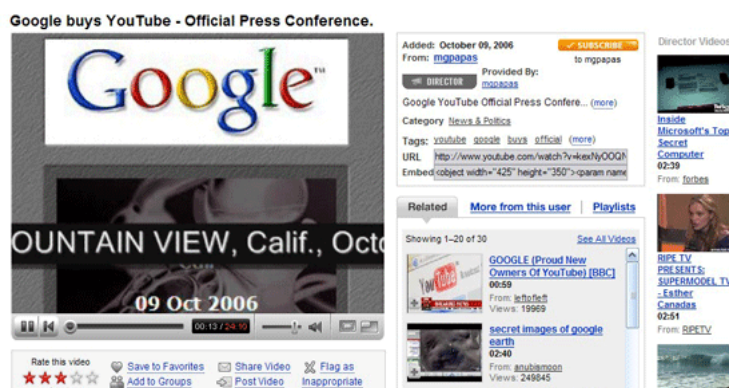 Google buys YouTube - Official Press Conference.
Google™
OUNTAIN VIEW, Calif., Octo
09 Oct 2006
00:13 / 24:16
Rate this video
Save to Favorites
Add to Groups
Share Video
Post Video
Flag as
Inappropriate
Added: October 09, 2006
From: mgpapas
SUBSCRIBE
to mgpapas
DIRECTOR
Provided By:
mgpapas
Google YouTube Official Press Confere... (more)
Category News & Politics
Tags: youtube google buys official (more)
URL http://www.youtube.com/watch?v=kexNyOOQN
Embed <object width="425" height="350"><param name
Related
More from this user
Playlists
Showing 1-20 of 30
See All Videos
YouTube
BREAKING NEWS
GOOGLE (Proud New
Owners Of YouTube) [BBC]
00:59
From: leftofleft
Views: 19969
secret images of google
earth
02:40
From: anubismoon
Views: 249845
Director Videos
Inside
Microsoft's Top
Secret
Computer
02:39
From: forbes
RIPE TV
PRESENTS:
SUPERMODEL TV
- Esther
Canadas
02:51
From: RIPETV